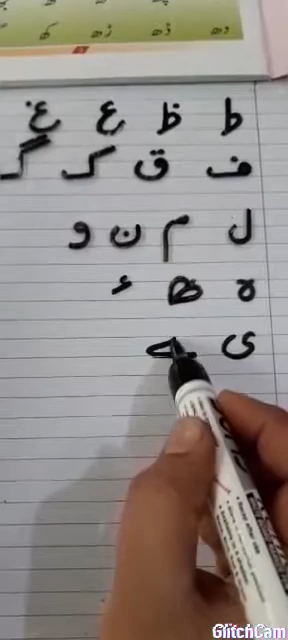 ط ظ ع غ
ف ق ک گ
ل م ن و
ہ ھ ء
ی ے
GlitchCam